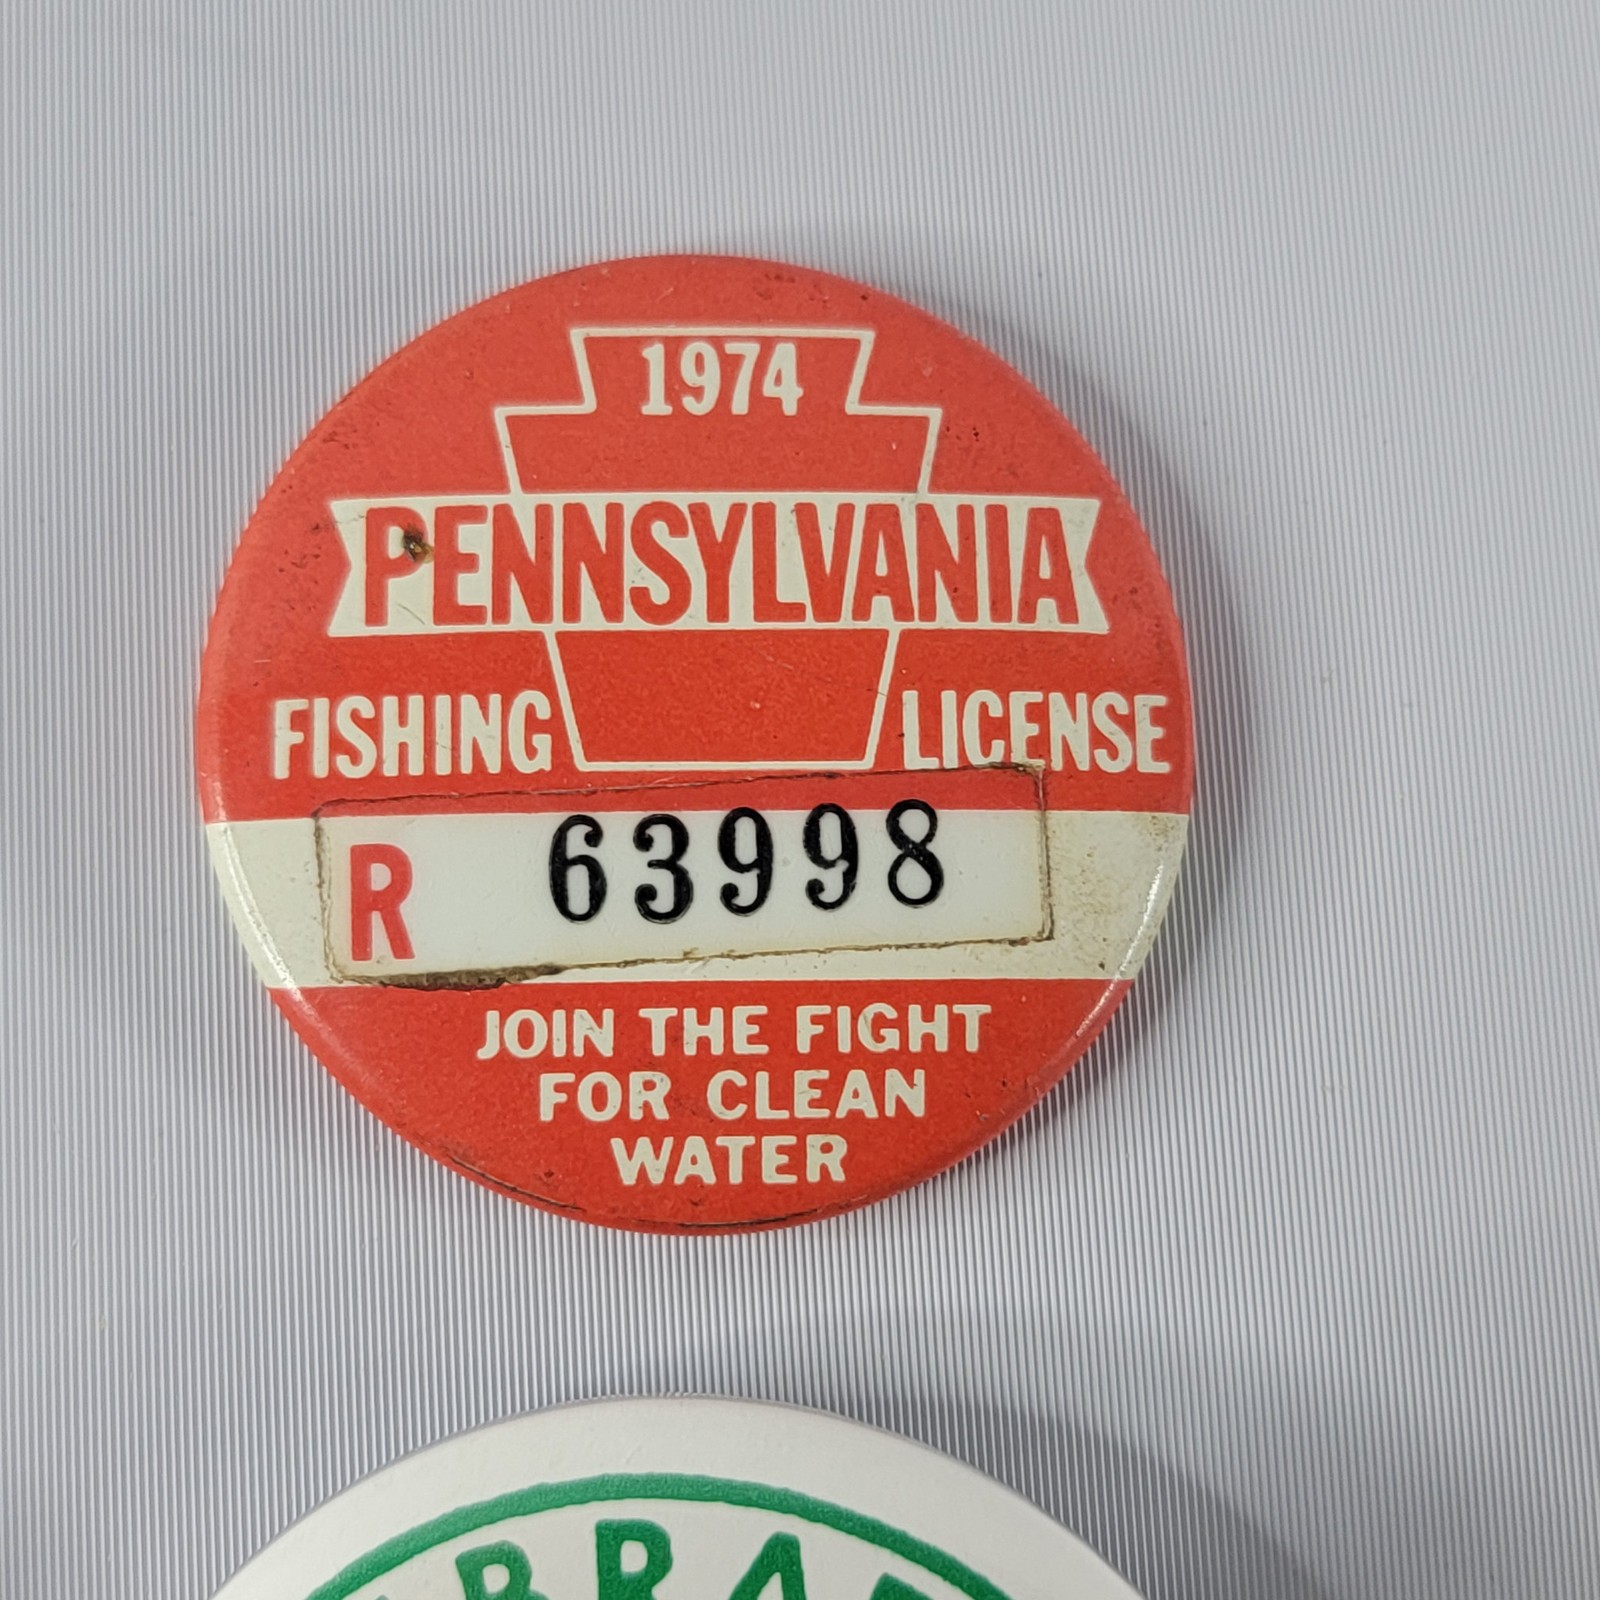 1974
PENNSYLVANIA
FISHING LICENSE
R 63998
JOIN THE FIGHT
FOR CLEAN
WATER